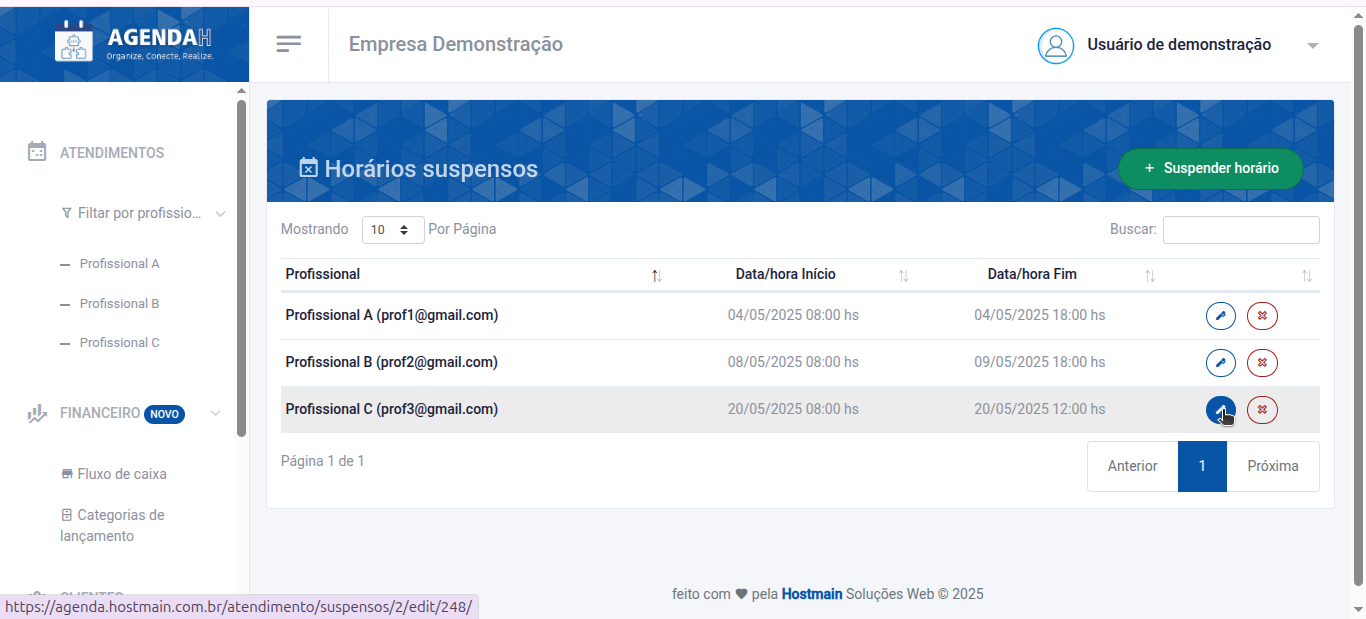 AGENDAH
Organize, Conecte, Realize.
Empresa Demonstração
Usuário de demonstração
ATENDIMENTOS
Filtar por profissio...
Profissional A
Profissional B
Profissional C
FINANCEIRO NOVO
Fluxo de caixa
Categorias de
lançamento
Horários suspensos
+ Suspender horário
Mostrando 10 Por Página
Buscar:
Profissional Data/hora Início Data/hora Fim
Profissional A (prof1@gmail.com) 04/05/2025 08:00 hs 04/05/2025 18:00 hs
Profissional B (prof2@gmail.com) 08/05/2025 08:00 hs 09/05/2025 18:00 hs
Profissional C (prof3@gmail.com) 20/05/2025 08:00 hs 20/05/2025 12:00 hs
Página 1 de 1
Anterior 1 Próxima
feito com ♥ pela Hostmain Soluções Web © 2025
https://agenda.hostmain.com.br/atendimento/suspensos/2/edit/248/